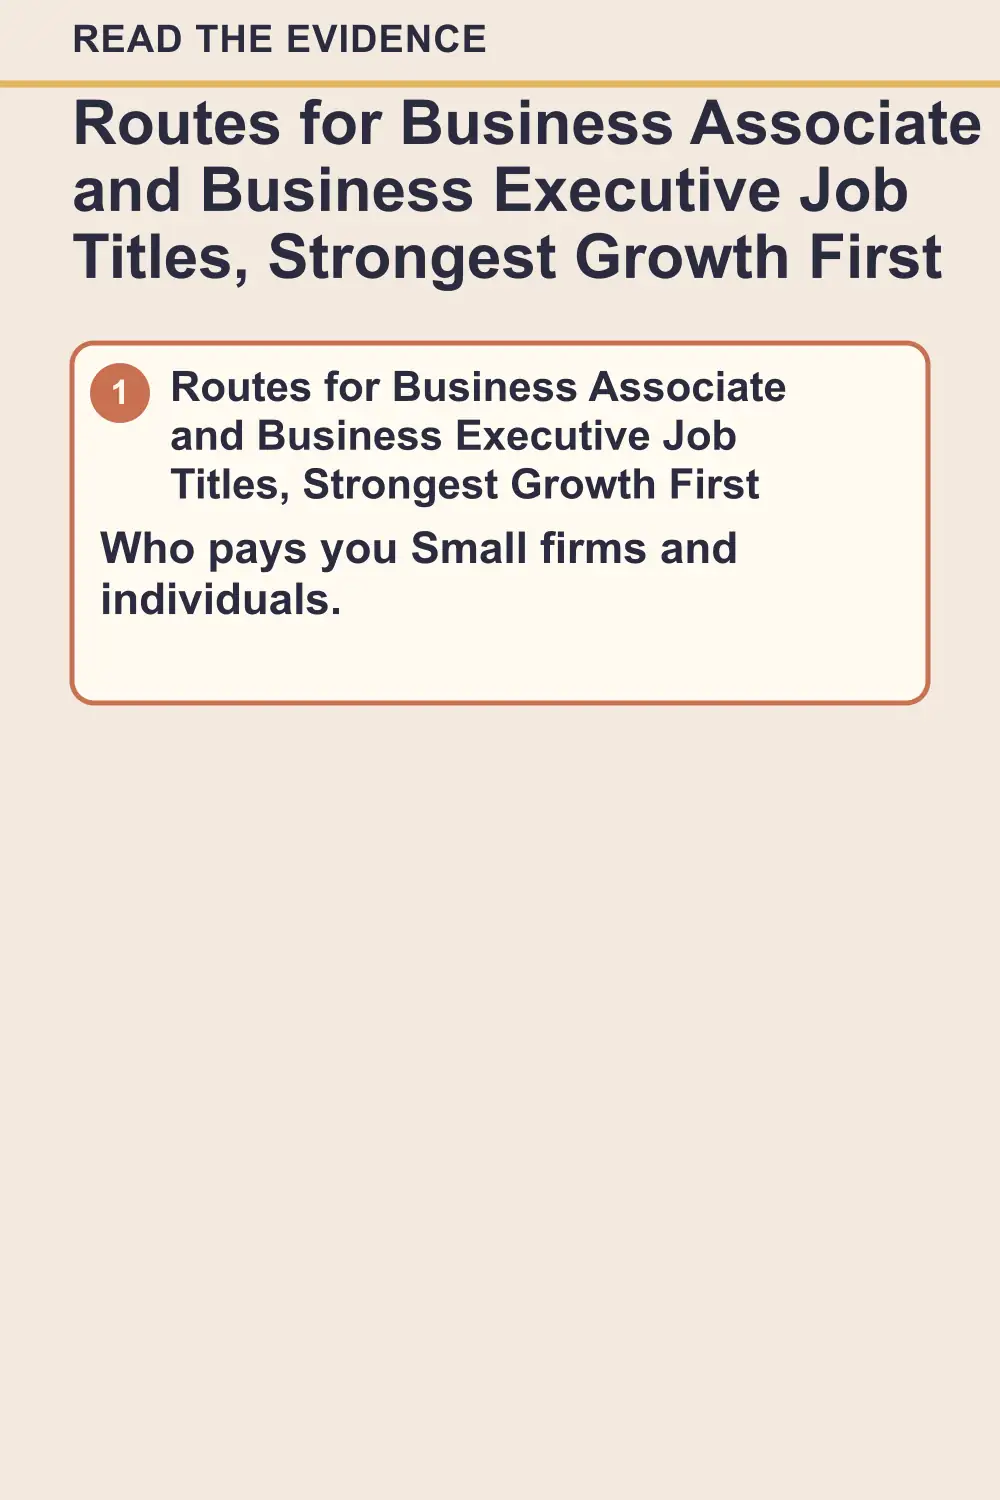 READ THE EVIDENCE
Routes for Business Associate
and Business Executive Job
Titles, Strongest Growth First
1
Routes for Business Associate
and Business Executive Job
Titles, Strongest Growth First
Who pays you Small firms and
individuals.